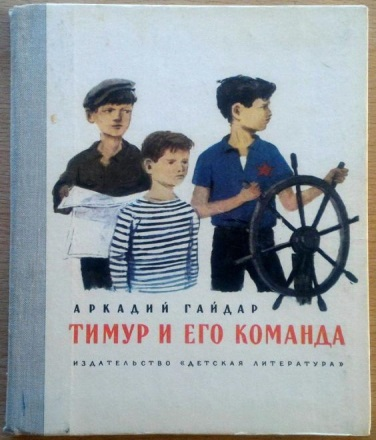 АРКАДИЙ ГАЙДАР
ТИМУР И ЕГО КОМАНДА
ИЗДАТЕЛЬСТВО «ДЕТСКАЯ ЛИТЕРАТУРА»